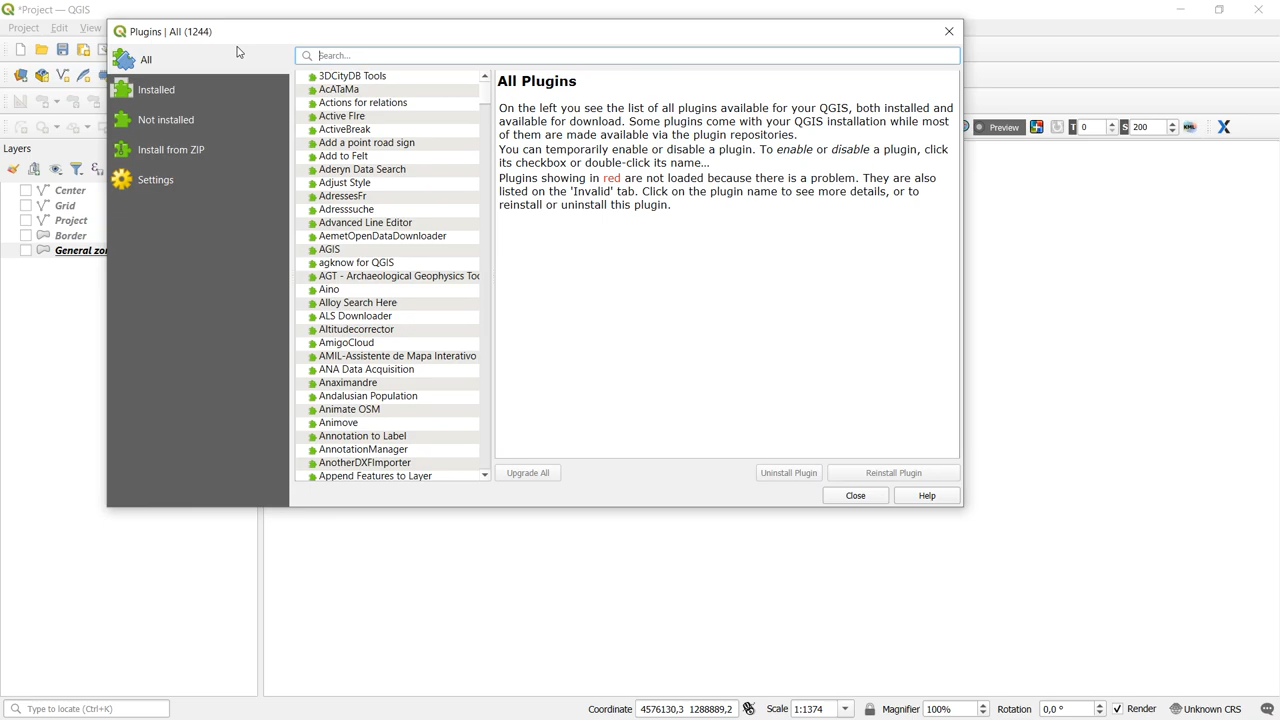 *Project — QGIS
Project Edit View
Plugins | All (1244)
All
Installed
Not installed
Install from ZIP
Settings
Search...
3DCityDB Tools
AcATaMa
Actions for relations
Active FIre
ActiveBreak
Add a point road sign
Add to Felt
Aderyn Data Search
Adjust Style
AdressesFr
Adresssuche
Advanced Line Editor
AemetOpenDataDownloader
AGIS
agknow for QGIS
AGT - Archaeological Geophysics Too
Aino
Alloy Search Here
ALS Downloader
Altitudecorrector
AmigoCloud
AMIL-Assistente de Mapa Interativo
ANA Data Acquisition
Anaximandre
Andalusian Population
Animate OSM
Animove
Annotation to Label
AnnotationManager
AnotherDXFImporter
Append Features to Layer
All Plugins
On the left you see the list of all plugins available for your QGIS, both installed and
available for download. Some plugins come with your QGIS installation while most
of them are made available via the plugin repositories.
You can temporarily enable or disable a plugin. To enable or disable a plugin, click
its checkbox or double-click its name...
Plugins showing in red are not loaded because there is a problem. They are also
listed on the 'Invalid' tab. Click on the plugin name to see more details, or to
reinstall or uninstall this plugin.
Upgrade All Uninstall Plugin Reinstall Plugin
Close Help
Preview T 0 S 200
Layers
Center
Grid
Project
Border
General zo
Type to locate (Ctrl+K)
Coordinate 4576130,3 1288889,2 Scale 1:1374 Magnifier 100% Rotation 0,0 ° Render Unknown CRS